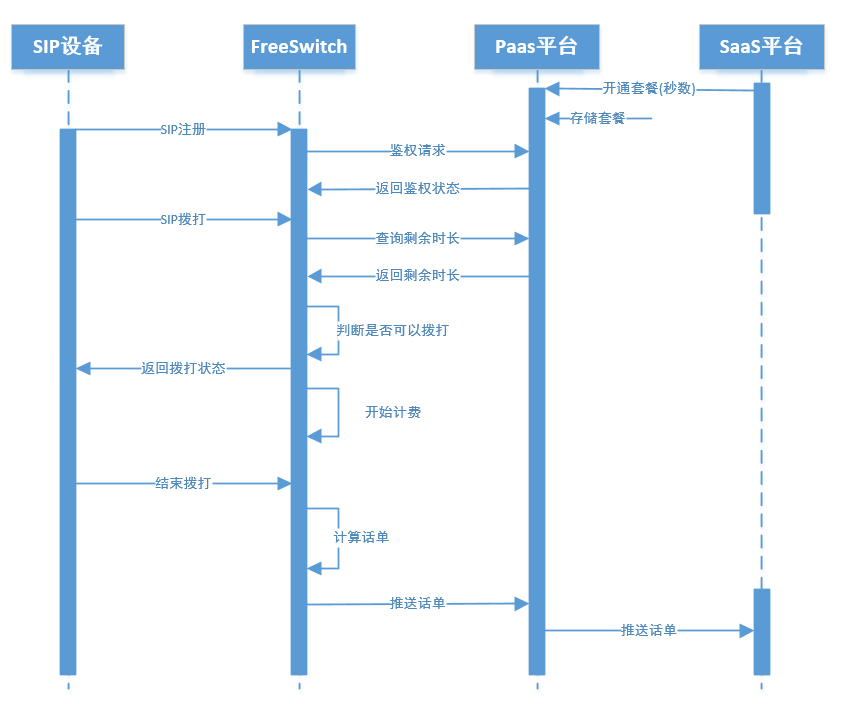 SIP设备
FreeSwitch
Paas平台
SaaS平台
开通套餐(秒数)
存储套餐
SIP注册
鉴权请求
返回鉴权状态
SIP拨打
查询剩余时长
返回剩余时长
判断是否可以拨打
返回拨打状态
开始计费
结束拨打
计算话单
推送话单
推送话单